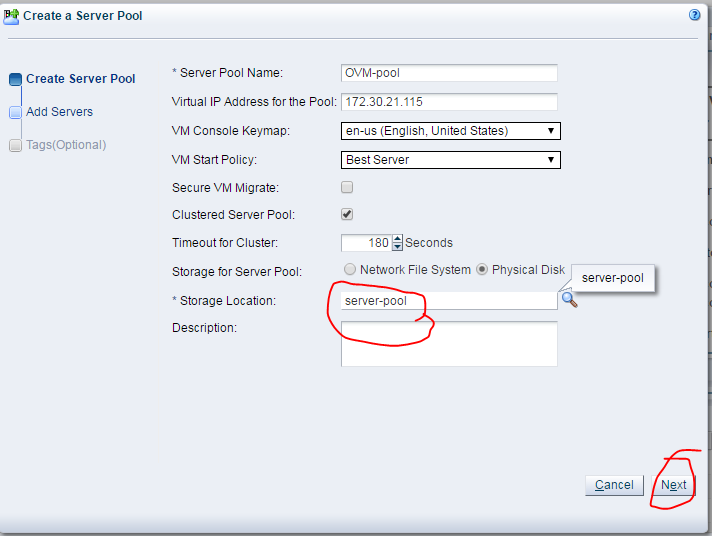 Create a Server Pool
Create Server Pool
Add Servers
Tags(Optional)
* Server Pool Name: OVM-pool
Virtual IP Address for the Pool: 172.30.21.115
VM Console Keymap: en-us (English, United States)
VM Start Policy: Best Server
Secure VM Migrate:
Clustered Server Pool:
Timeout for Cluster: 180 Seconds
Storage for Server Pool: Network File System Physical Disk
server-pool
* Storage Location: server-pool
Description:
Cancel Next